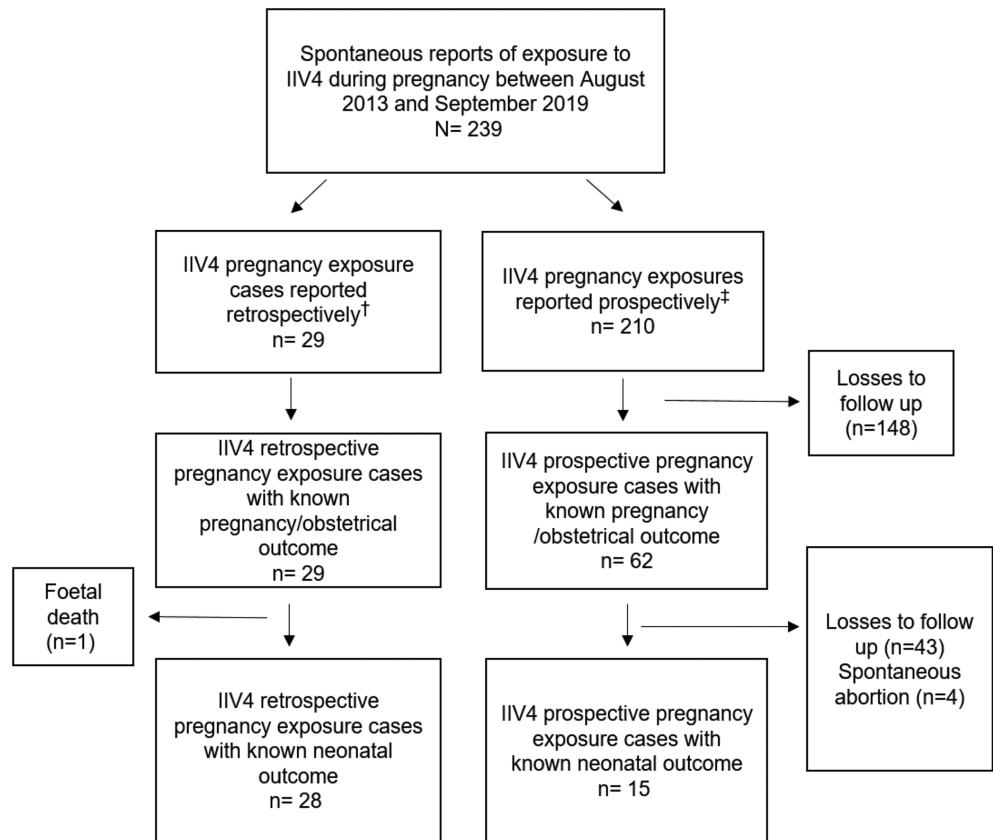 Spontaneous reports of exposure to
IIV4 during pregnancy between August
2013 and September 2019
N= 239
IIV4 pregnancy exposure
cases reported
retrospectively†
n= 29
IIV4 pregnancy exposures
reported prospectively‡
n= 210
Losses to
follow up
(n=148)
IIV4 retrospective
pregnancy exposure cases
with known
pregnancy/obstetrical
outcome
n= 29
IIV4 prospective pregnancy
exposure cases with
known pregnancy
/obstetrical outcome
n= 62
Foetal
death
(n=1)
Losses to follow
up (n=43)
Spontaneous
abortion (n=4)
IIV4 retrospective
pregnancy exposure cases
with known neonatal
outcome
n= 28
IIV4 prospective pregnancy
exposure cases with
known neonatal outcome
n= 15